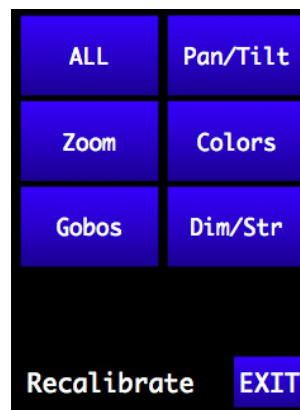 ALL Pan/Tilt
Zoom Colors
Gobos Dim/Str
Recalibrate EXIT